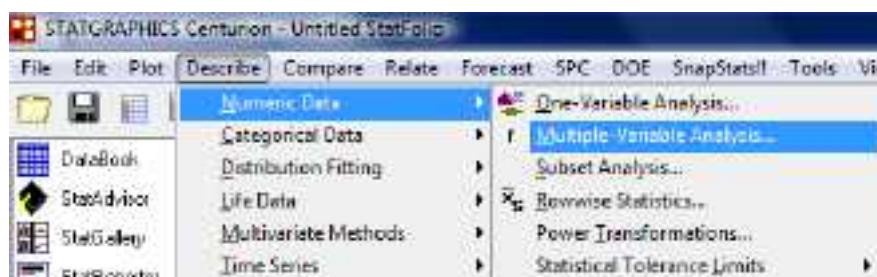 STATGRAPHICS Centurion - Untitled StatFolio
File Edit Plot Describe Compare Relate Forecast SPC DOE SnapStats!! Tools Vi
Numeric Data
Categorical Data
Distribution Fitting
Life Data
Multivariate Methods
Time Series
One-Variable Analysis...
Multiple-Variable Analysis...
Subset Analysis...
Rowwise Statistics...
Power Transformations...
Statistical Tolerance Limits
DataBook
StatAdvisor
StatGallery
StatReporter